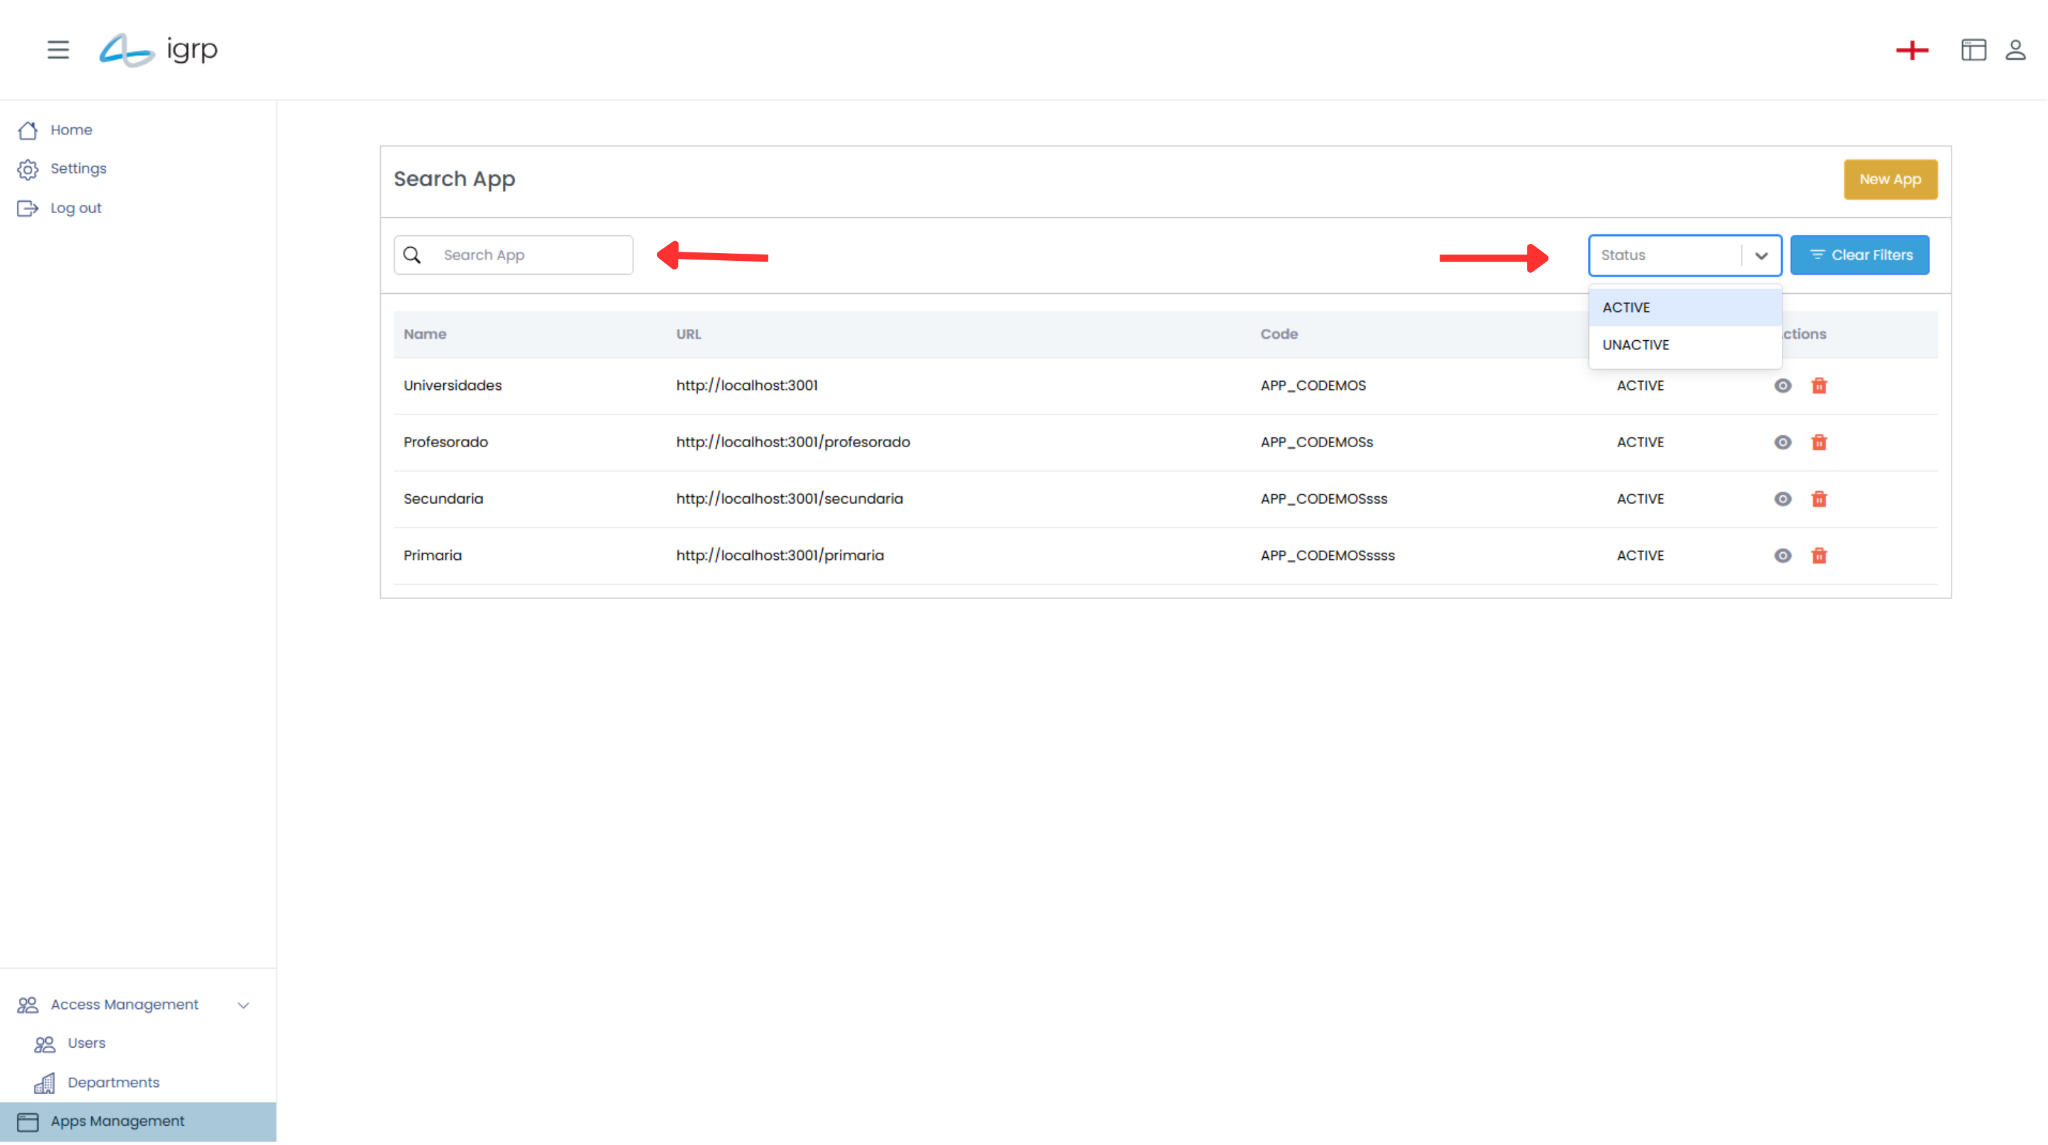 igrp
Home
Settings
Log out
Search App
New App
Search App
Status
Clear Filters
ACTIVE
UNACTIVE
Name URL Code ctions
Universidades http://localhost:3001 APP_CODEMOS ACTIVE
Profesorado http://localhost:3001/profesorado APP_CODEMOSs ACTIVE
Secundaria http://localhost:3001/secundaria APP_CODEMOSsss ACTIVE
Primaria http://localhost:3001/primaria APP_CODEMOSssss ACTIVE
Access Management
Users
Departments
Apps Management